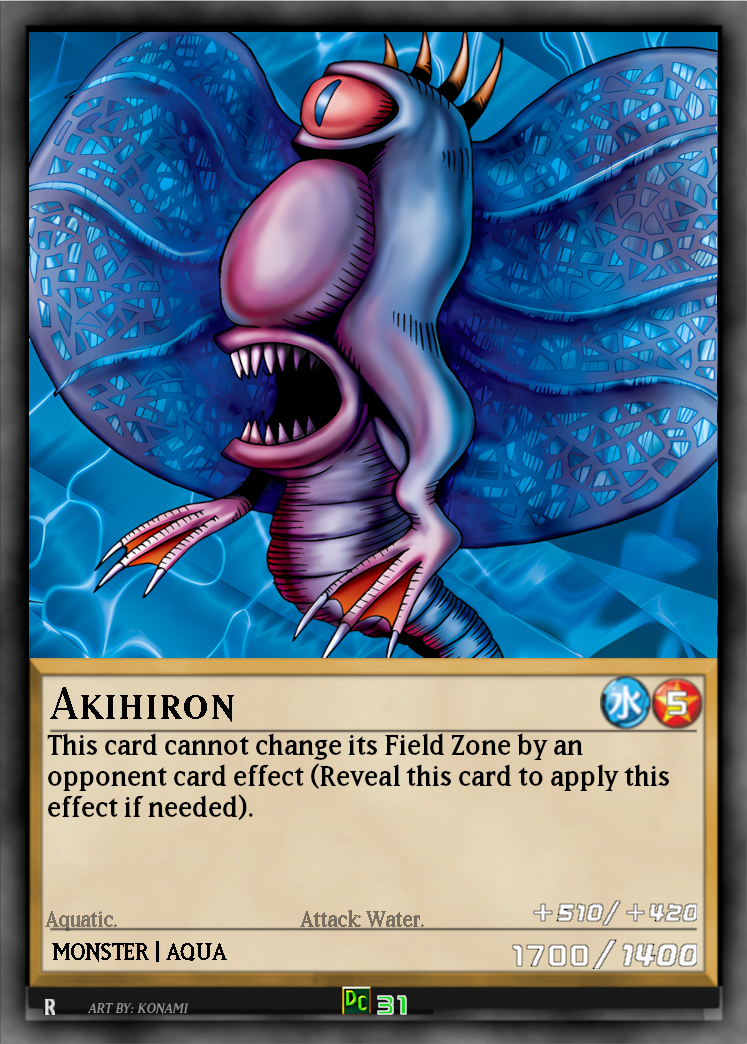 AKIHIRON 水 5
This card cannot change its Field Zone by an
opponent card effect (Reveal this card to apply this
effect if needed).
Aquatic. Attack: Water. +510/+420
MONSTER | AQUA 1700/1400
R ART BY: KONAMI DC 31